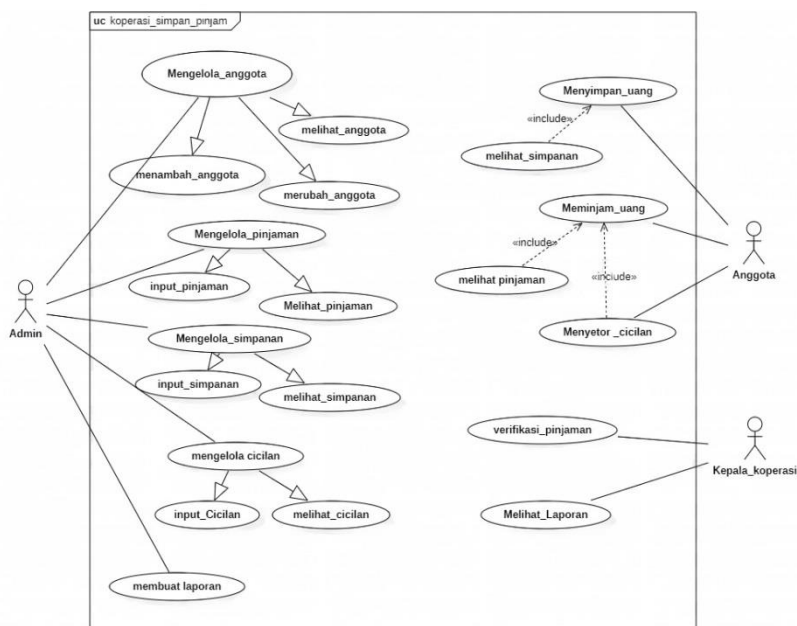 uc koperasi_simpan_pinjam
Mengelola_anggota
melihat_anggota
menambah_anggota
merubah_anggota
Mengelola_pinjaman
input_pinjaman
Melihat_pinjaman
Admin
Mengelola_simpanan
input_simpanan
melihat_simpanan
mengelola cicilan
input_Cicilan
melihat_cicilan
membuat laporan
Menyimpan_uang
«include»
melihat_simpanan
Meminjam_uang
«include»
melihat pinjaman
«include»
Menyetor _cicilan
Anggota
verifikasi_pinjaman
Kepala_koperasi
Melihat_Laporan